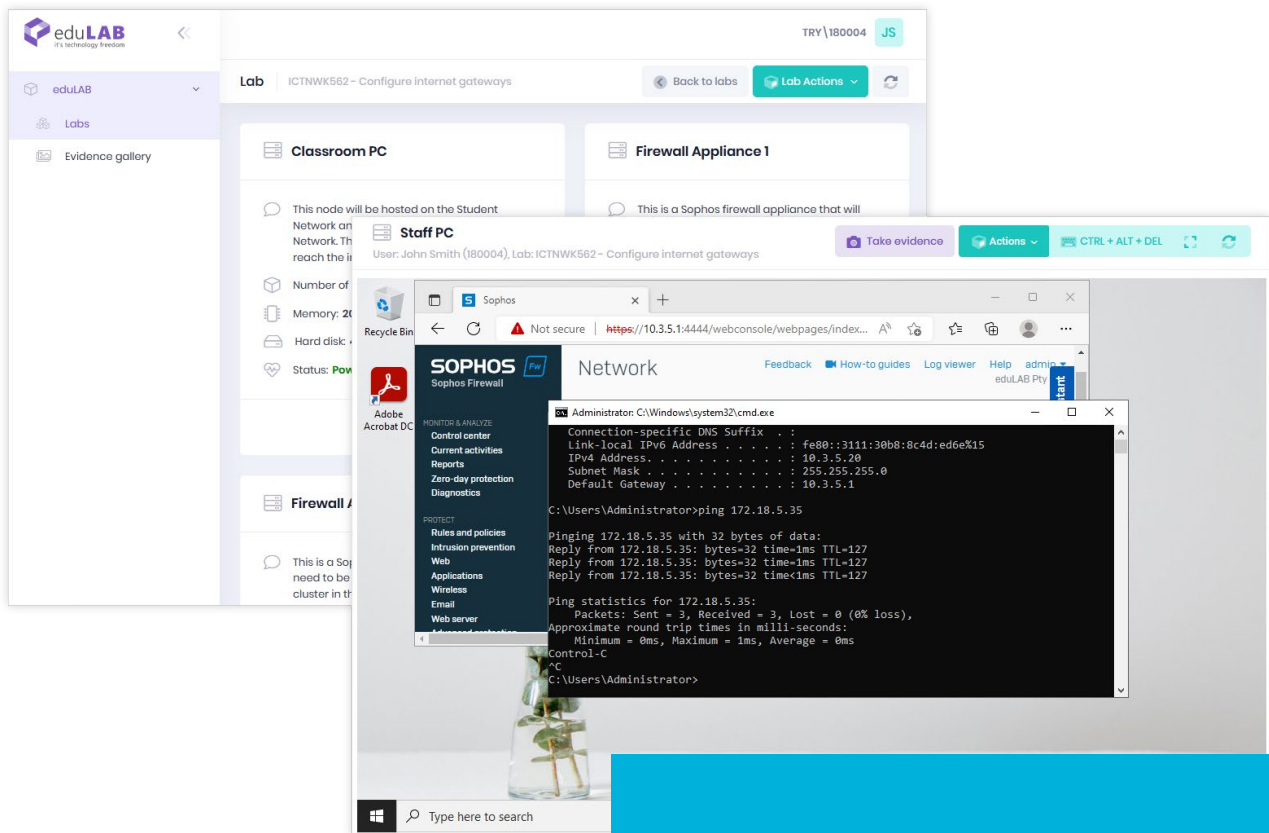 eduLAB
it's technology freedom
TRY\180004 JS
eduLAB
Labs
Evidence gallery
Lab ICTNWK562 - Configure internet gateways
Back to labs
Lab Actions
Classroom PC
This node will be hosted on the Student
Network an
Network. Th
reach the i
Number of
Memory: 20
Hard disk:
Status: Pow
Firewall Appliance 1
This is a Sophos firewall appliance that will
Firewall A
This is a Sop
need to be
cluster in th
Staff PC
User: John Smith (180004), Lab: ICTNWK562 - Configure internet gateways
Take evidence
Actions
CTRL + ALT + DEL
Recycle Bin
Adobe
Acrobat DC
S Sophos
Not secure | https://10.3.5.1:4444/webconsole/webpages/index...
SOPHOS FW
Sophos Firewall
MONITOR & ANALYZE
Control center
Current activities
Reports
Zero-day protection
Diagnostics
PROTECT
Rules and policies
Intrusion prevention
Web
Applications
Wireless
Email
Web server
Network
Feedback How-to guides Log viewer Help admin
eduLAB Pty
stant
Administrator: C:\Windows\system32\cmd.exe
Connection-specific DNS Suffix . :
Link-local IPv6 Address . . . . . : fe80::3111:30b8:8c4d:ed6e%15
IPv4 Address. . . . . . . . . . . : 10.3.5.20
Subnet Mask . . . . . . . . . . . : 255.255.255.0
Default Gateway . . . . . . . . . : 10.3.5.1
C:\Users\Administrator>ping 172.18.5.35
Pinging 172.18.5.35 with 32 bytes of data:
Reply from 172.18.5.35: bytes=32 time=1ms TTL=127
Reply from 172.18.5.35: bytes=32 time=1ms TTL=127
Reply from 172.18.5.35: bytes=32 time<1ms TTL=127
Ping statistics for 172.18.5.35:
Packets: Sent = 3, Received = 3, Lost = 0 (0% loss),
Approximate round trip times in milli-seconds:
Minimum = 0ms, Maximum = 1ms, Average = 0ms
Control-C
^C
C:\Users\Administrator>
Type here to search